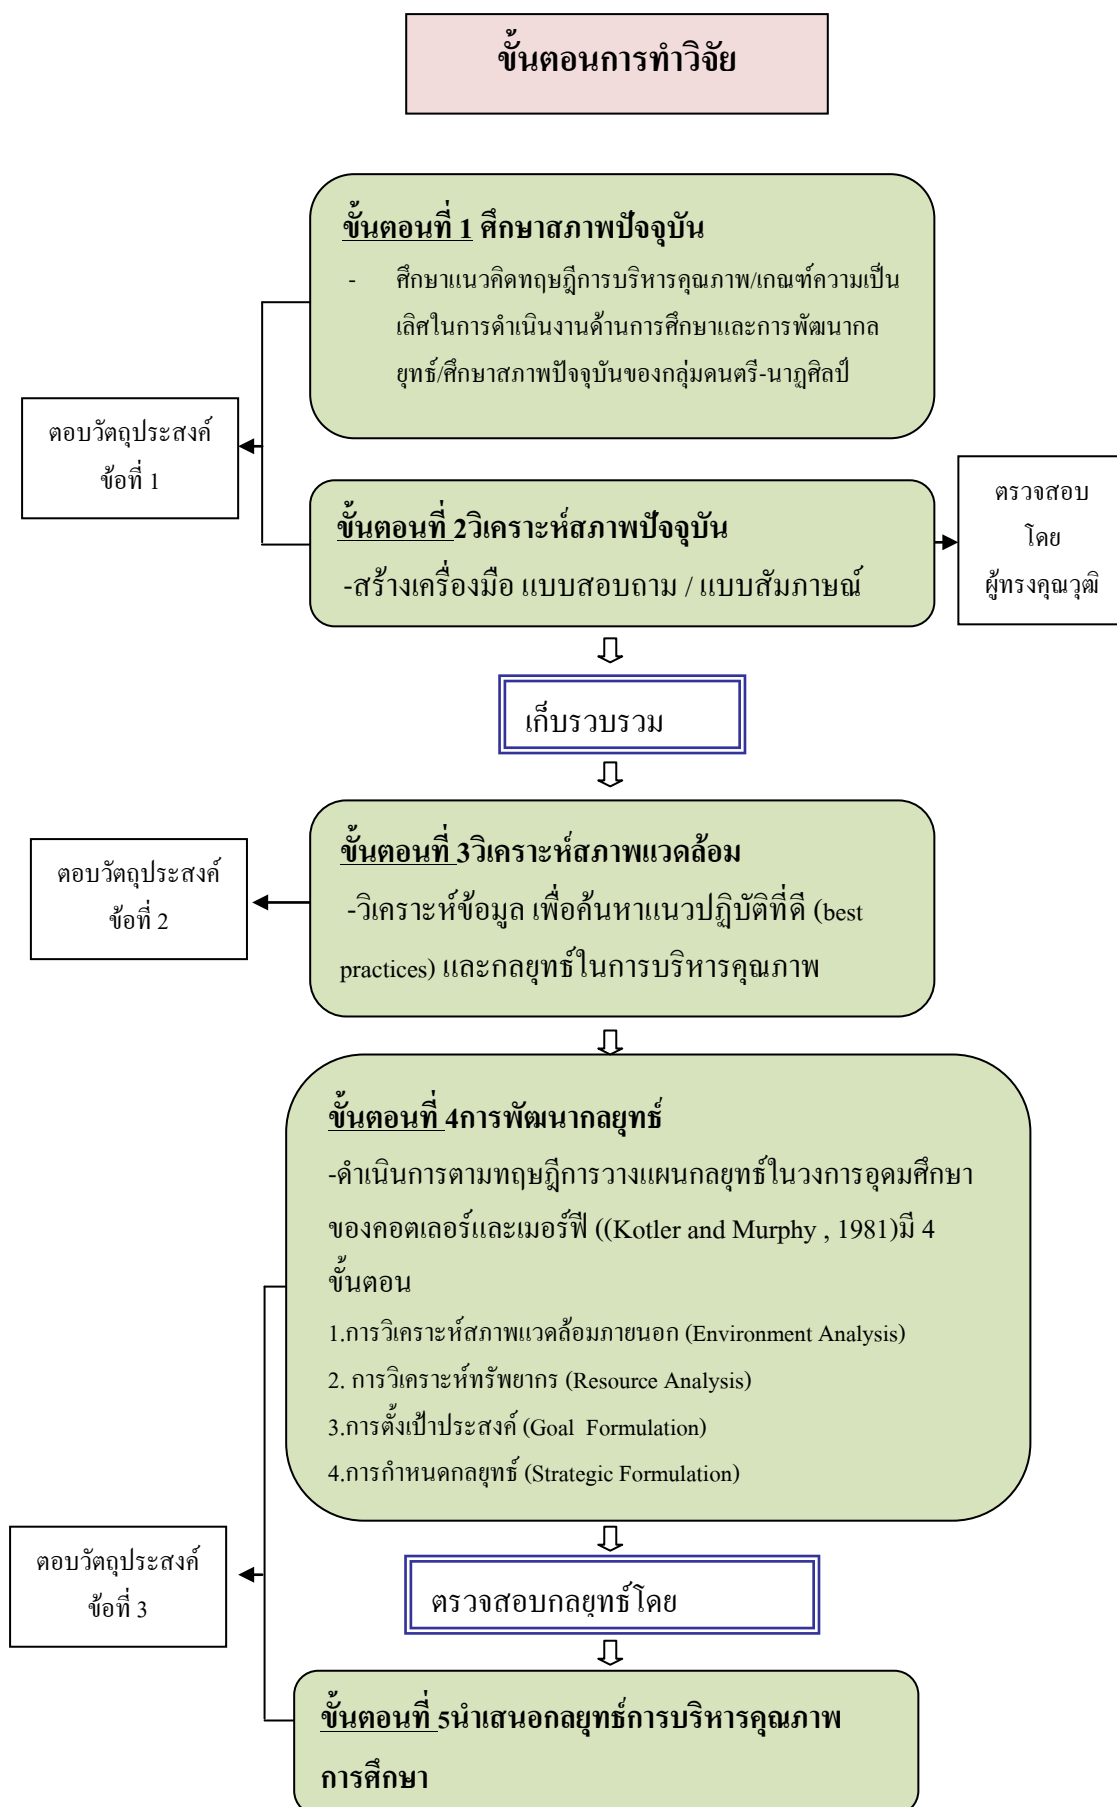 ขั้นตอนการทำวิจัย
ขั้นตอนที่ 1 ศึกษาสภาพปัจจุบัน
- ศึกษาแนวคิดทฤษฎีการบริหารคุณภาพ/เกณฑ์ความเป็น
เลิศในการดำเนินงานด้านการศึกษาและการพัฒนากล
ยุทธ์/ศึกษาสภาพปัจจุบันของกลุ่มดนตรี-นาฏศิลป์
ตอบวัตถุประสงค์
ข้อที่ 1
ขั้นตอนที่ 2วิเคราะห์สภาพปัจจุบัน
-สร้างเครื่องมือ แบบสอบถาม / แบบสัมภาษณ์
ตรวจสอบ
โดย
ผู้ทรงคุณวุฒิ
เก็บรวบรวม
ขั้นตอนที่ 3วิเคราะห์สภาพแวดล้อม
-วิเคราะห์ข้อมูล เพื่อค้นหาแนวปฏิบัติที่ดี (best
practices) และกลยุทธ์ในการบริหารคุณภาพ
ตอบวัตถุประสงค์
ข้อที่ 2
ขั้นตอนที่ 4การพัฒนากลยุทธ์
-ดำเนินการตามทฤษฎีการวางแผนกลยุทธ์ในวงการอุดมศึกษา
ของคอตเลอร์และเมอร์ฟี ((Kotler and Murphy , 1981)มี 4
ขั้นตอน
1.การวิเคราะห์สภาพแวดล้อมภายนอก (Environment Analysis)
2. การวิเคราะห์ทรัพยากร (Resource Analysis)
3.การตั้งเป้าประสงค์ (Goal Formulation)
4.การกำหนดกลยุทธ์ (Strategic Formulation)
ตอบวัตถุประสงค์
ข้อที่ 3
ตรวจสอบกลยุทธ์โดย
ขั้นตอนที่ 5นำเสนอกลยุทธ์การบริหารคุณภาพ
การศึกษา